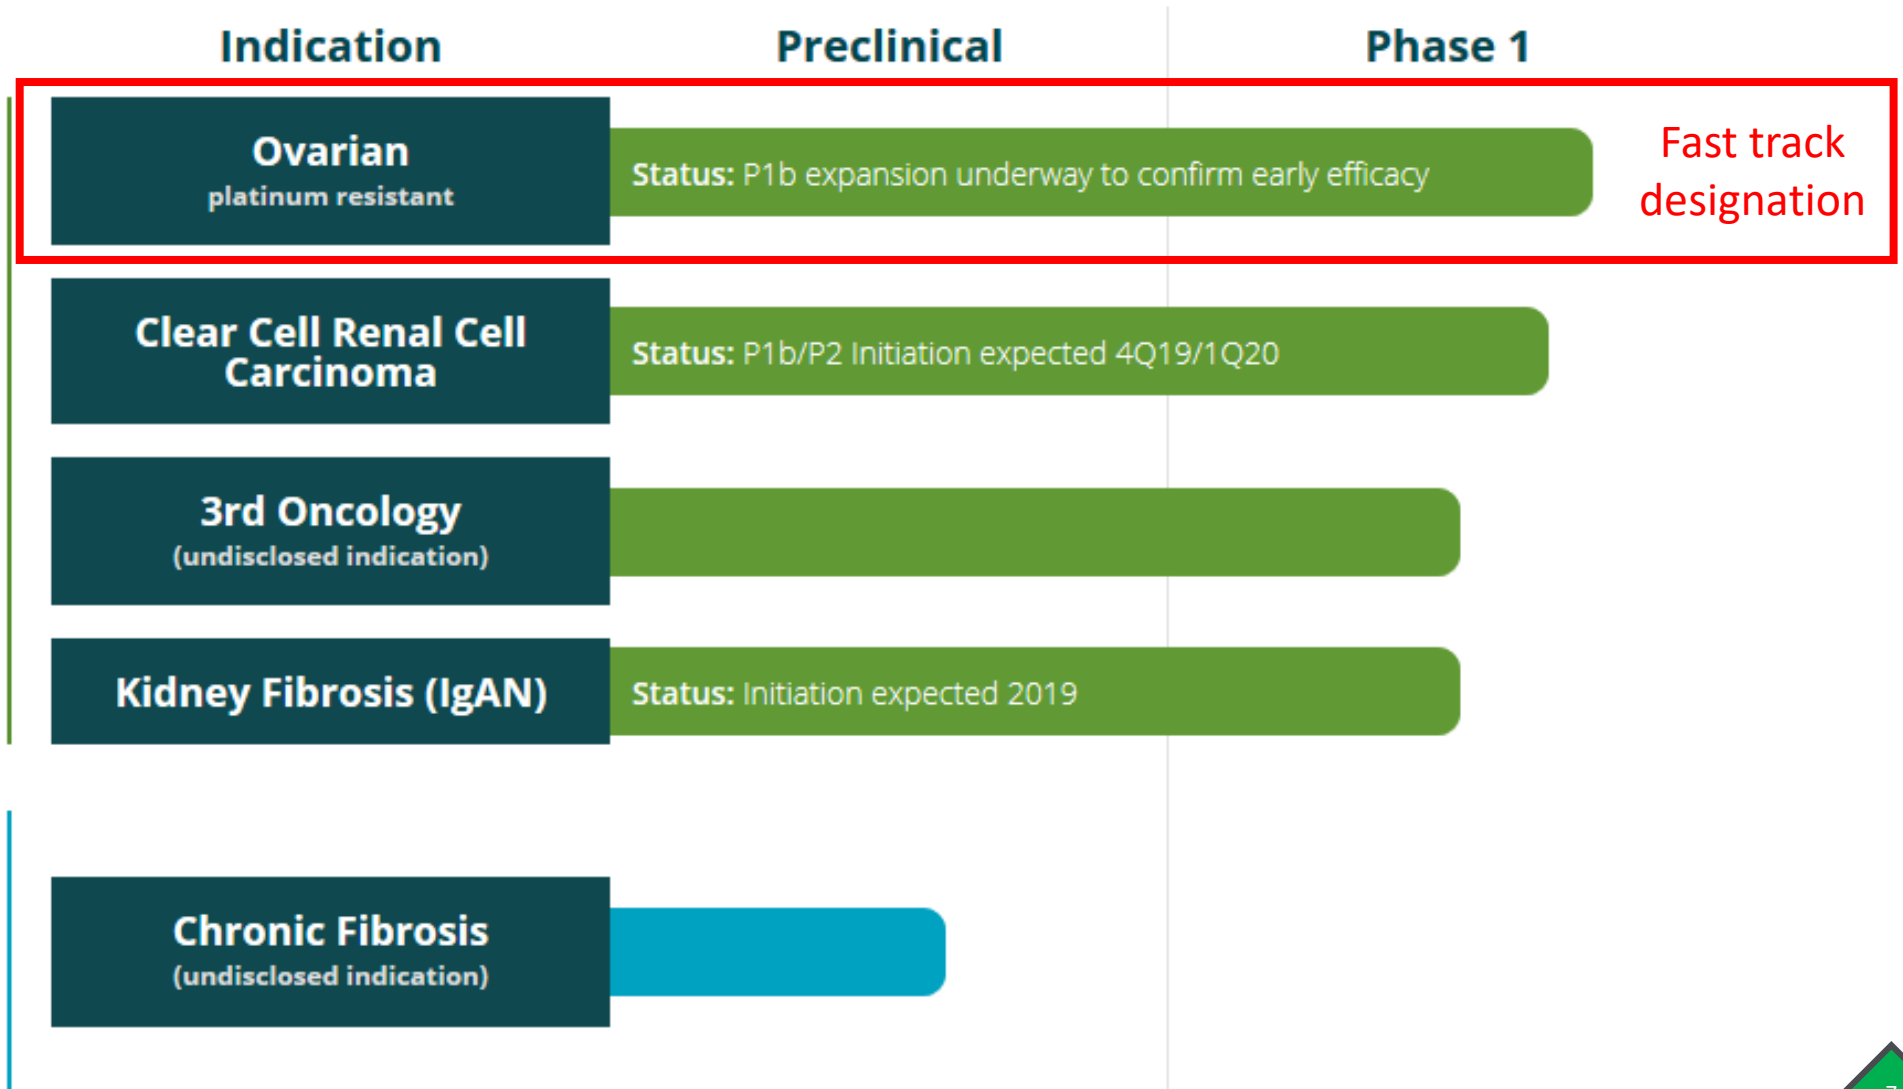 Indication Preclinical Phase 1
Ovarian
platinum resistant
Status: P1b expansion underway to confirm early efficacy
Fast track
designation
Clear Cell Renal Cell
Carcinoma
Status: P1b/P2 Initiation expected 4Q19/1Q20
3rd Oncology
(undisclosed indication)
Kidney Fibrosis (IgAN)
Status: Initiation expected 2019
Chronic Fibrosis
(undisclosed indication)